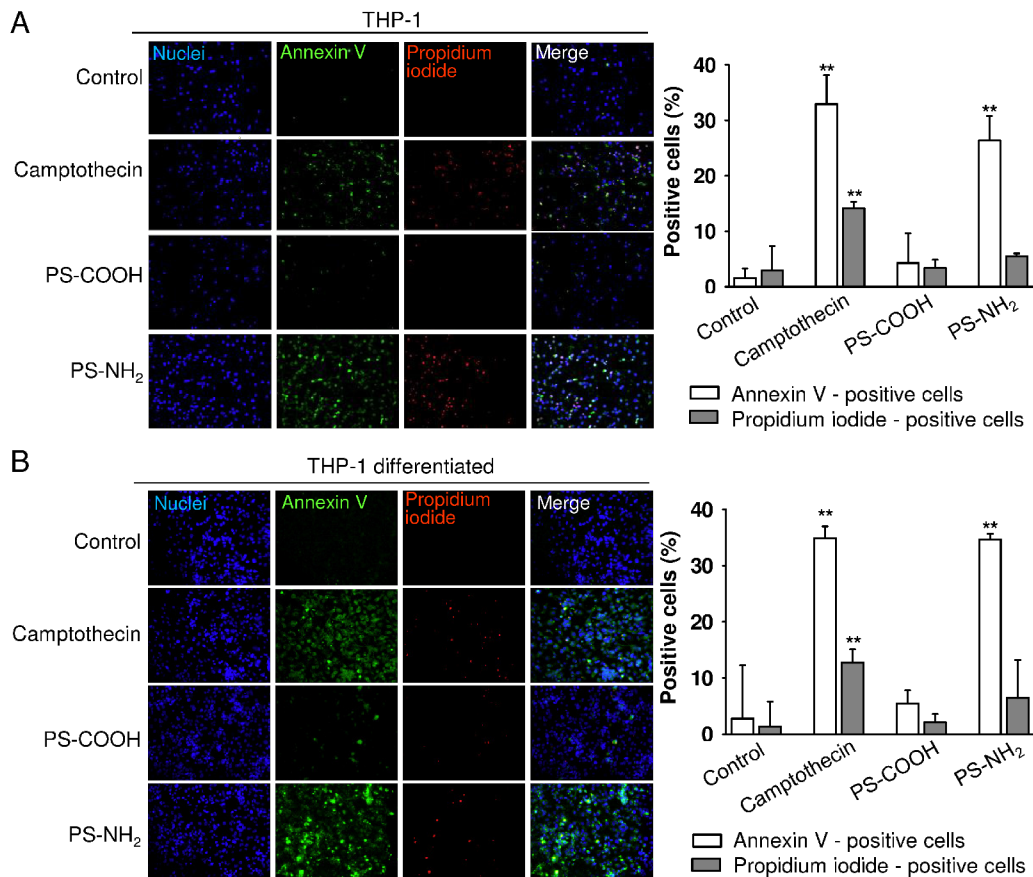 A
THP-1
Nuclei
Annexin V
Propidium
iodide
Merge
Control
Camptothecin
PS-COOH
PS-NH2
Positive cells (%)
40
30
20
10
0
**
**
**
Control
Camptothecin
PS-COOH
PS-NH2
Annexin V - positive cells
Propidium iodide - positive cells
B
THP-1 differentiated
Nuclei
Annexin V
Propidium
iodide
Merge
Control
Camptothecin
PS-COOH
PS-NH2
Positive cells (%)
40
30
20
10
0
**
**
**
Control
Camptothecin
PS-COOH
PS-NH2
Annexin V - positive cells
Propidium iodide - positive cells